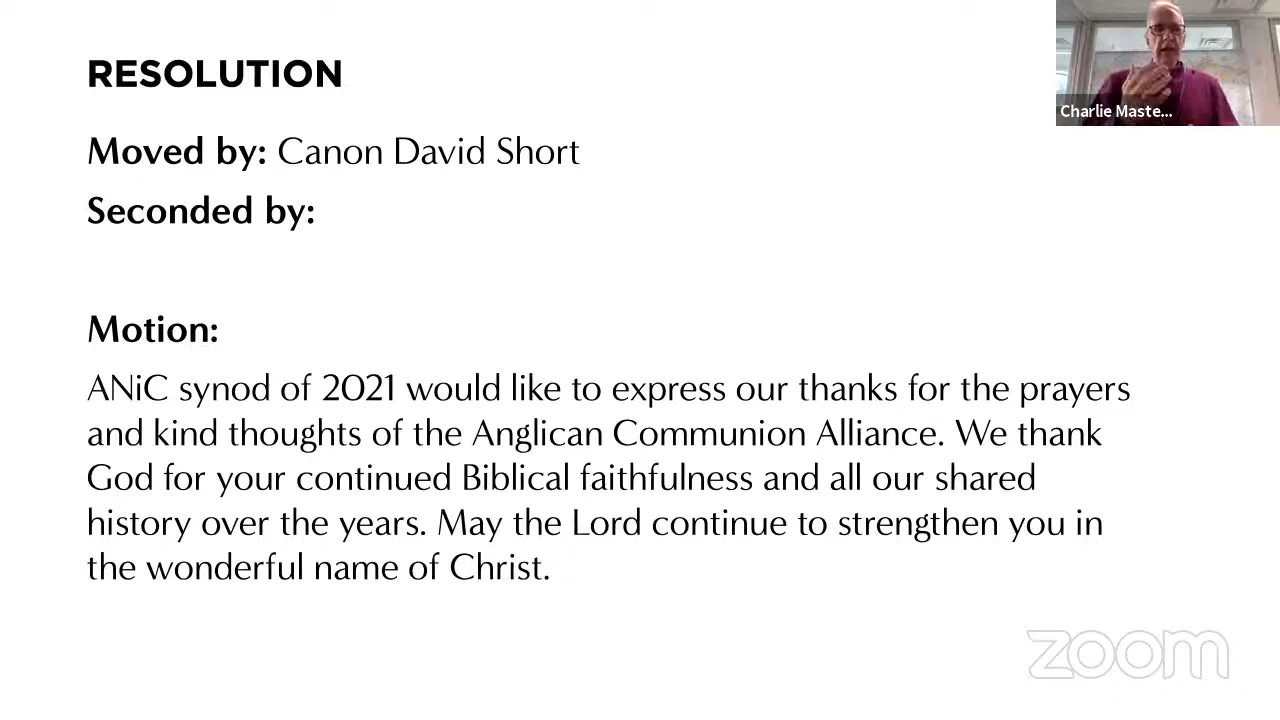 RESOLUTION
Charlie Maste...
Moved by: Canon David Short
Seconded by:
Motion:
ANiC synod of 2021 would like to express our thanks for the prayers
and kind thoughts of the Anglican Communion Alliance. We thank
God for your continued Biblical faithfulness and all our shared
history over the years. May the Lord continue to strengthen you in
the wonderful name of Christ.
zoom